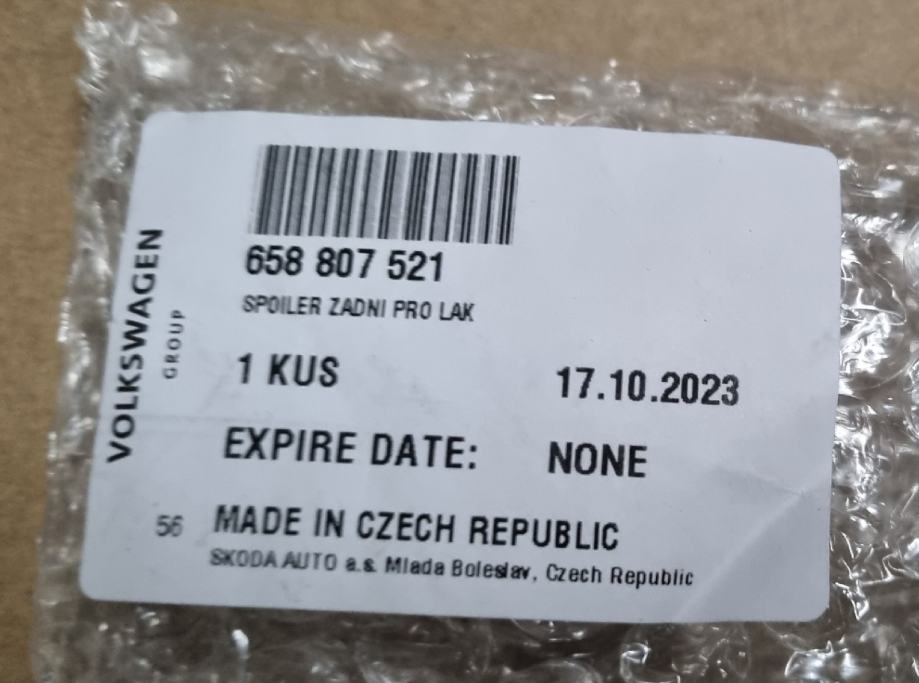 VOLKSWAGEN
GROUP
658 807 521
SPOILER ZADNI PRO LAK
1 KUS
17.10.2023
EXPIRE DATE: NONE
56
MADE IN CZECH REPUBLIC
SKODA AUTO a.s. Mlada Boleslav, Czech Republic